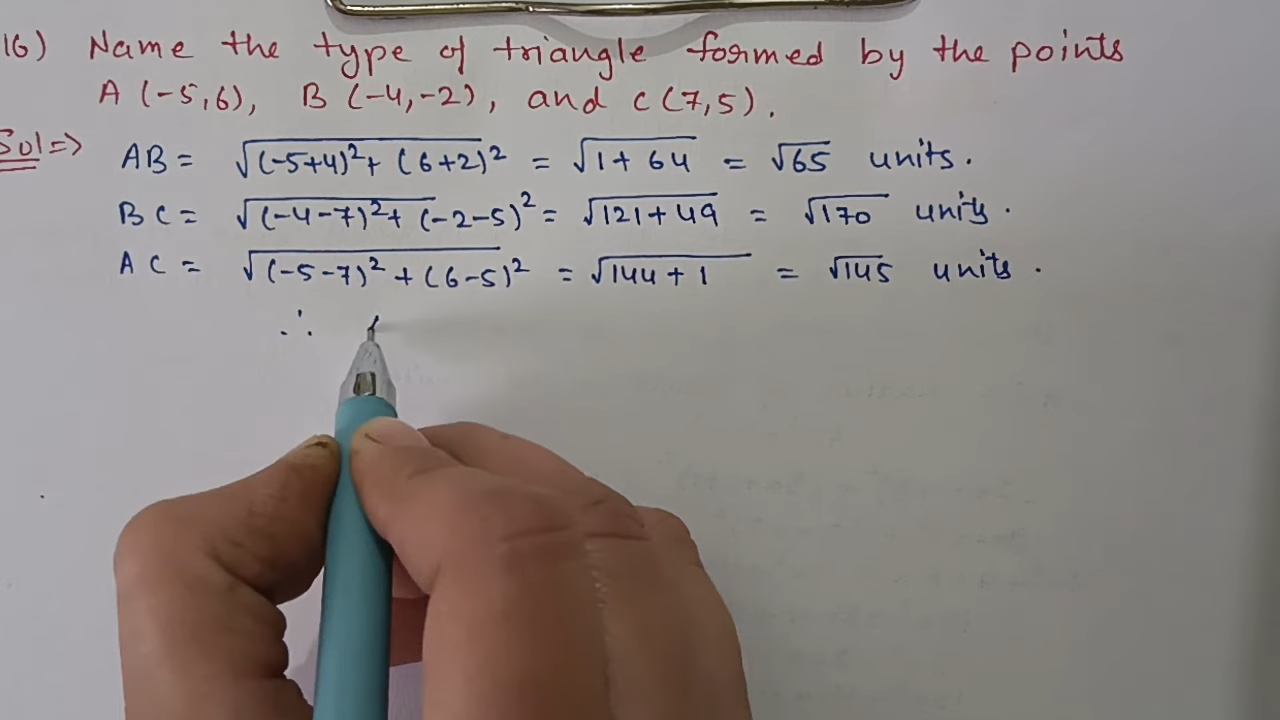 16) Name the type of triangle formed by the points
A (-5,6), B (-4,-2), and C (7,5).
Sol=> AB = √(-5+4)²+(6+2)² = √1+64 = √65 units.
BC = √(-4-7)²+(-2-5)² = √121+49 = √170 units.
AC = √(-5-7)²+(6-5)² = √144+1 = √145 units.
∴